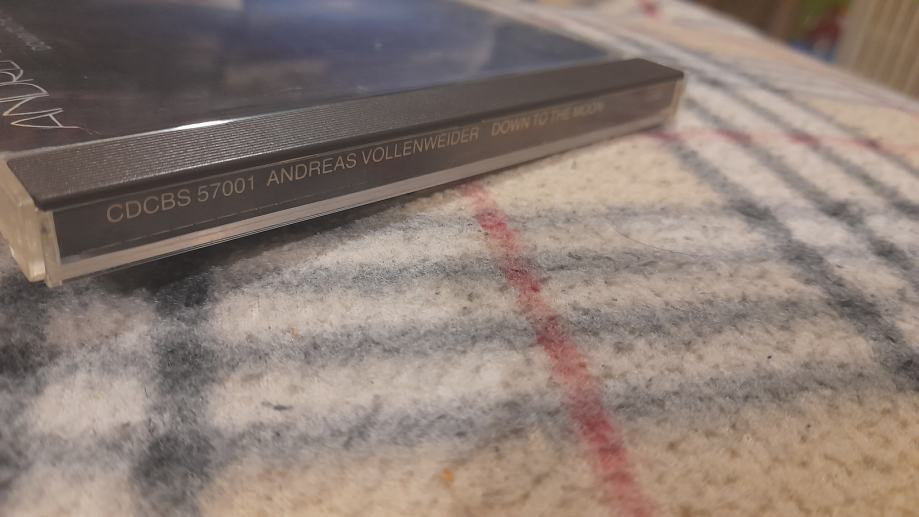 CDCBS 57001 ANDREAS VOLLENWEIDER DOWN TO THE MOON